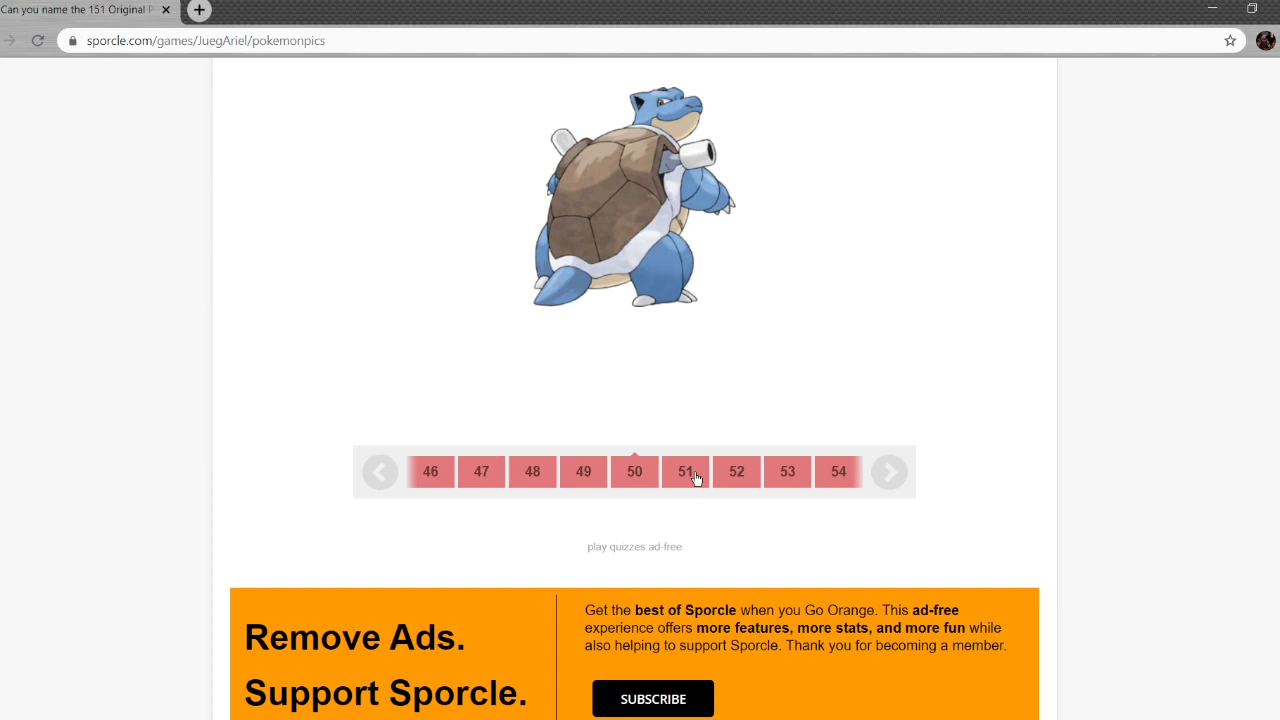 Can you name the 151 Original P
sporcle.com/games/JuegAriel/pokemonpics
46 47 48 49 50 51 52 53 54
play quizzes ad-free
Remove Ads.
Support Sporcle.
Get the best of Sporcle when you Go Orange. This ad-free
experience offers more features, more stats, and more fun while
also helping to support Sporcle. Thank you for becoming a member.
SUBSCRIBE